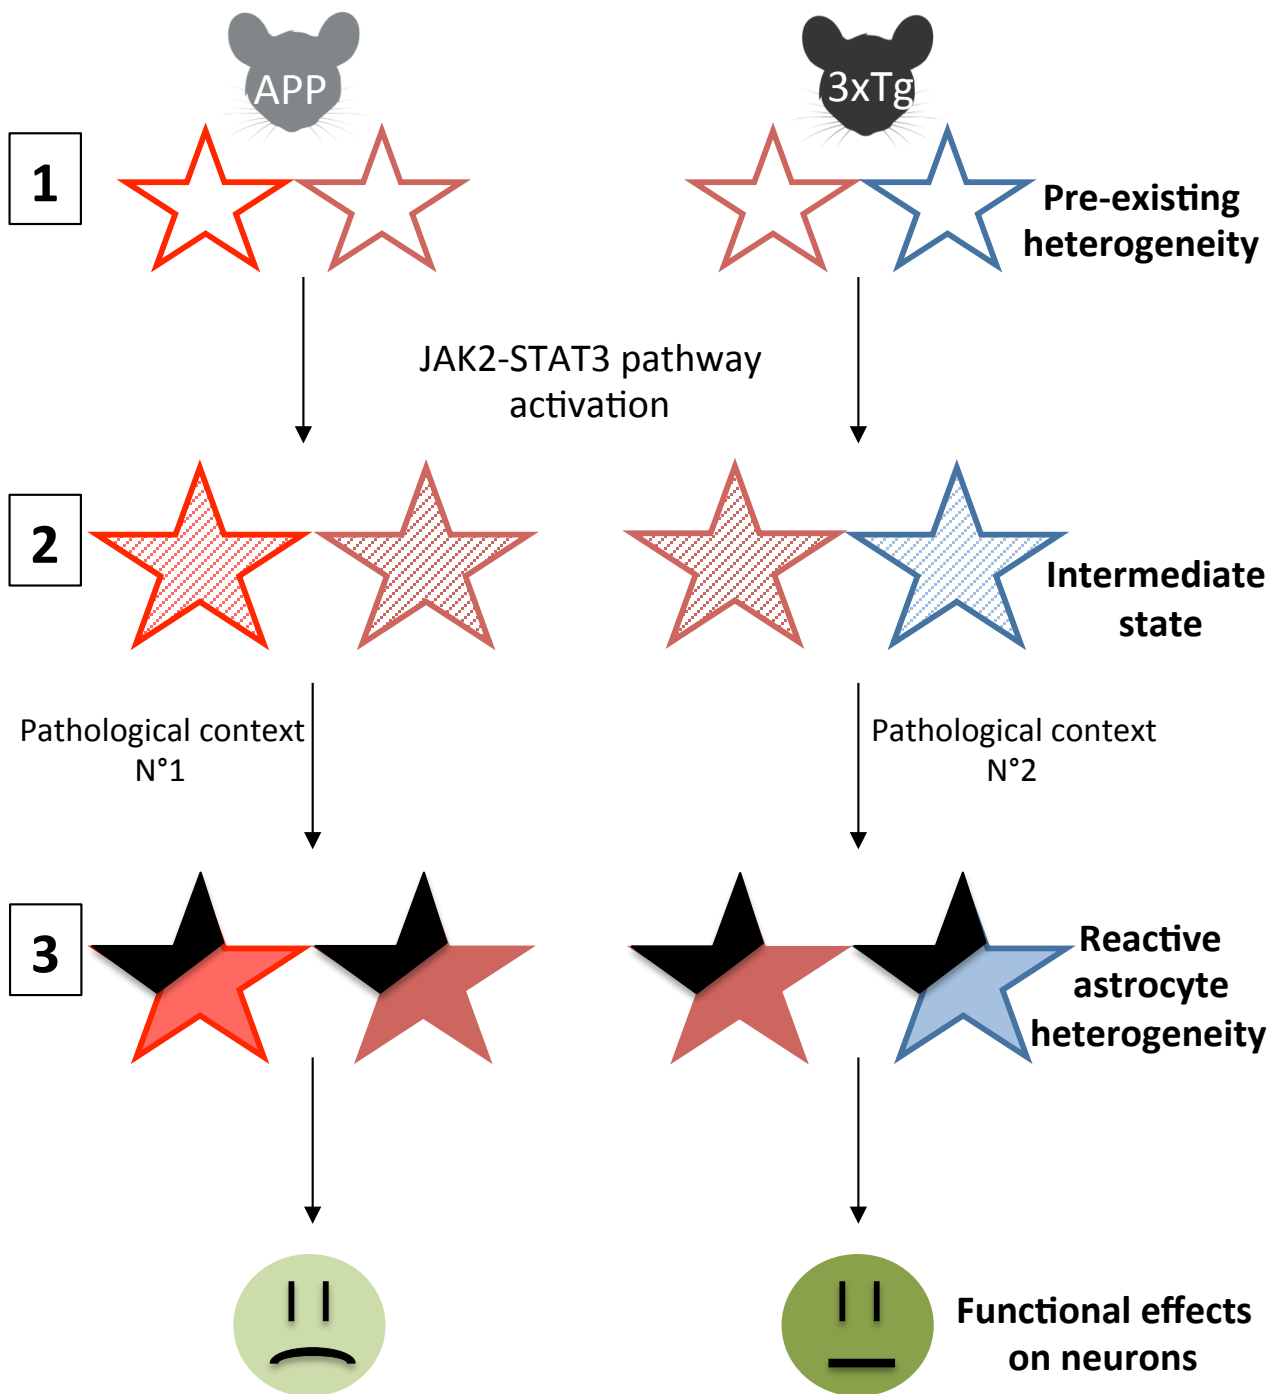 APP
3xTg
1
Pre-existing
heterogeneity
JAK2-STAT3 pathway
activation
2
Intermediate
state
Pathological context
N°1
Pathological context
N°2
3
Reactive
astrocyte
heterogeneity
Functional effects
on neurons